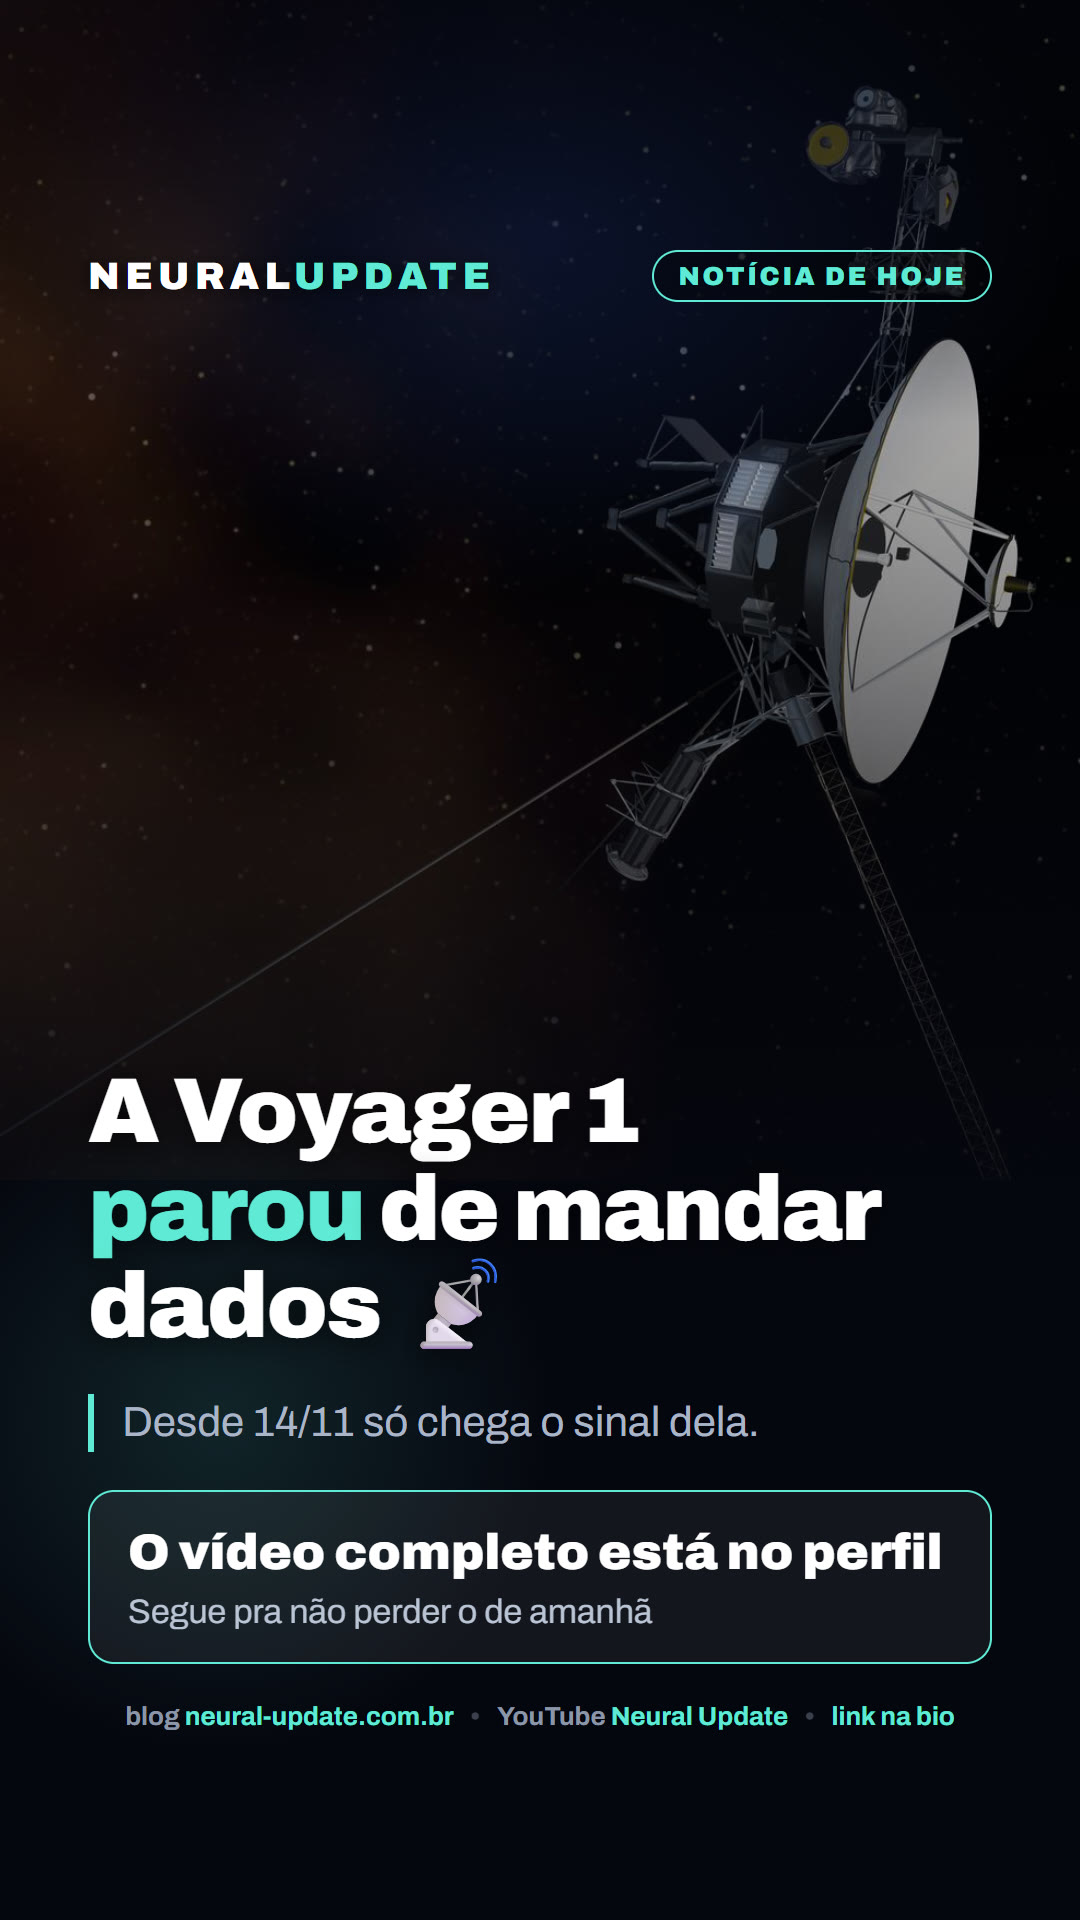 NEURALUPDATE
NOTÍCIA DE HOJE
A Voyager 1
parou de mandar
dados
Desde 14/11 só chega o sinal dela.
O vídeo completo está no perfil
Segue pra não perder o de amanhã
blog neural-update.com.br • YouTube Neural Update • link na bio